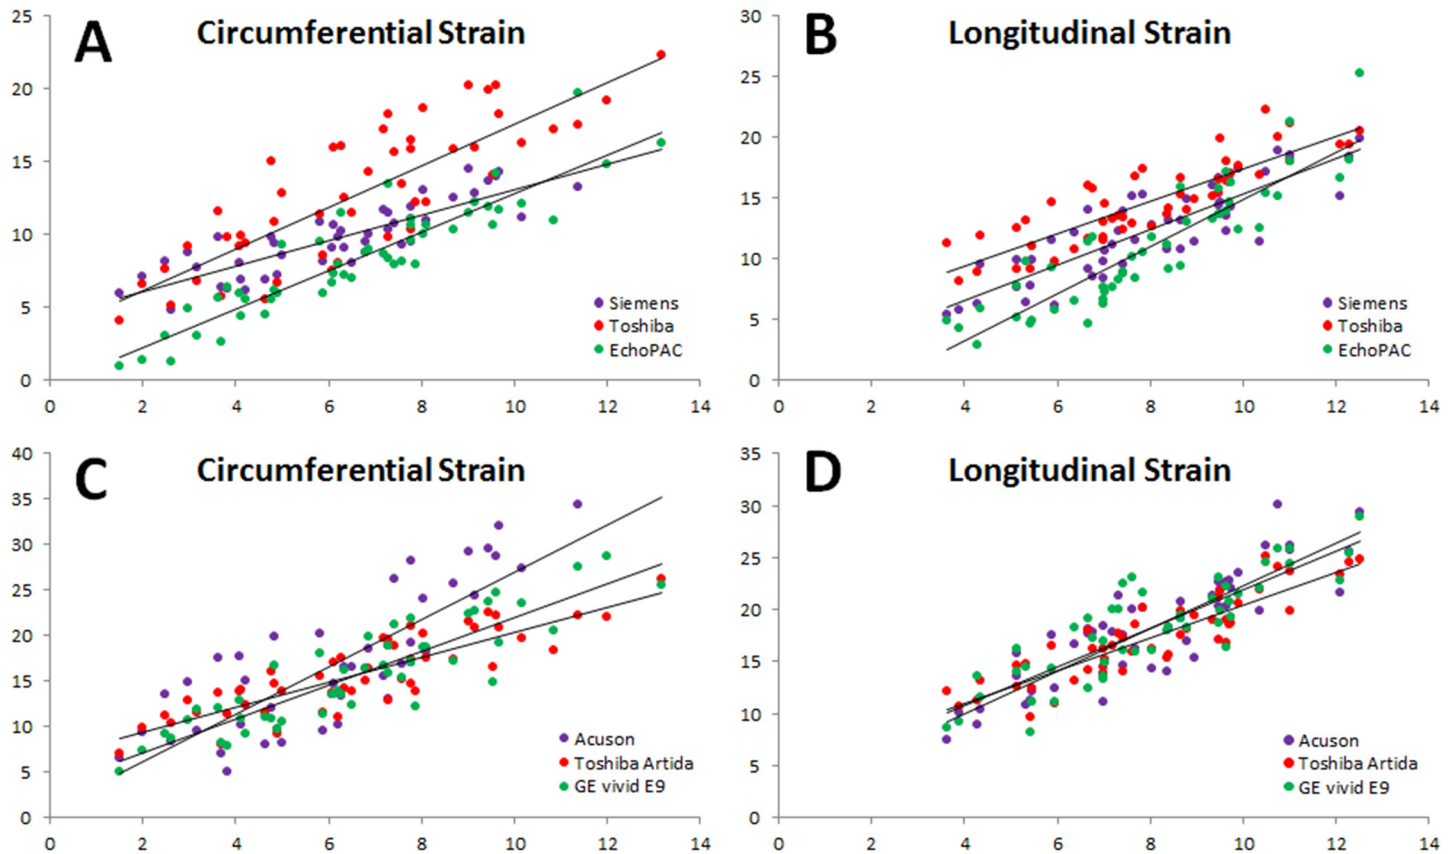 A Circumferential Strain
25
20
15
10
5
0
0 2 4 6 8 10 12 14
Siemens
Toshiba
EchoPAC
B Longitudinal Strain
30
25
20
15
10
5
0
0 2 4 6 8 10 12 14
Siemens
Toshiba
EchoPAC
C Circumferential Strain
40
35
30
25
20
15
10
5
0
0 2 4 6 8 10 12 14
Acuson
Toshiba Artida
GE vivid E9
D Longitudinal Strain
35
30
25
20
15
10
5
0
0 2 4 6 8 10 12 14
Acuson
Toshiba Artida
GE vivid E9